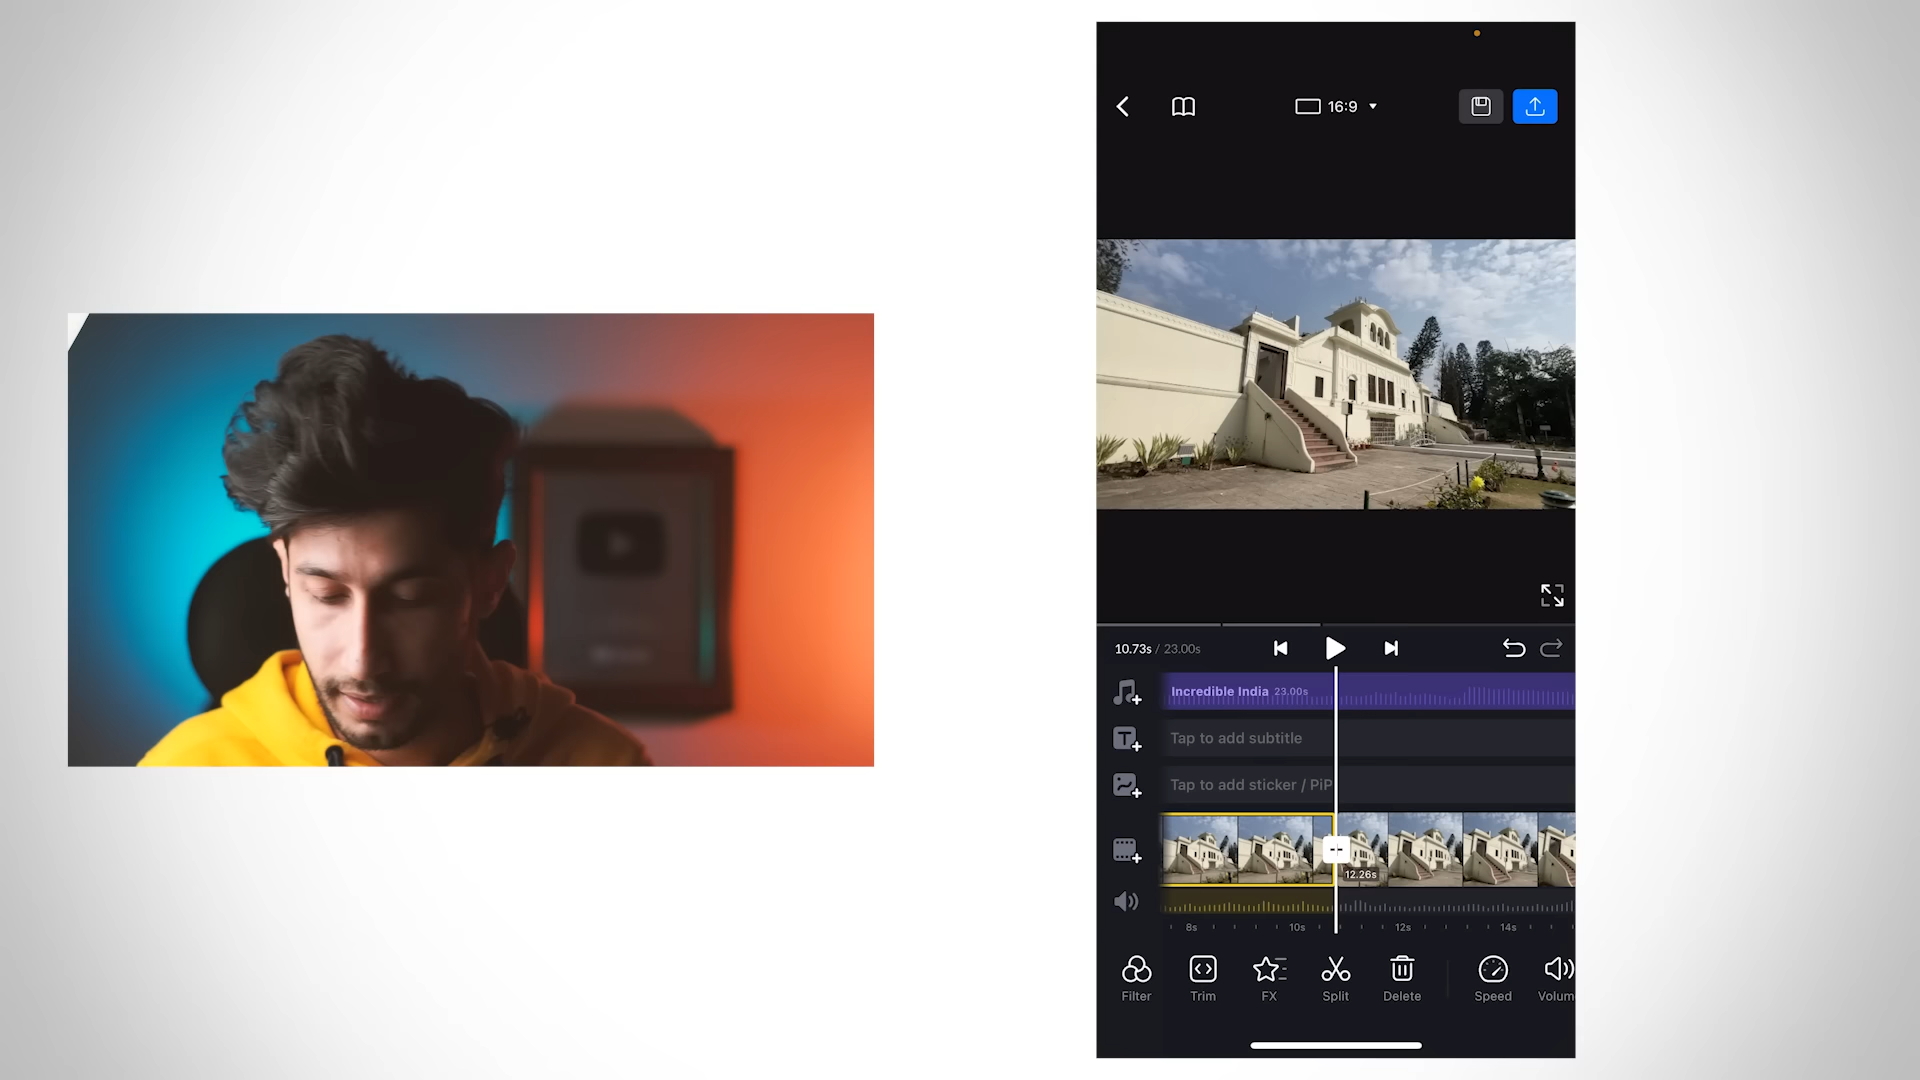 16:9
10.73s / 23.00s
Incredible India 23.00s
Tap to add subtitle
Tap to add sticker / PiP
12.26s
8s 10s 12s 14s
Filter Trim FX Split Delete Speed Volum